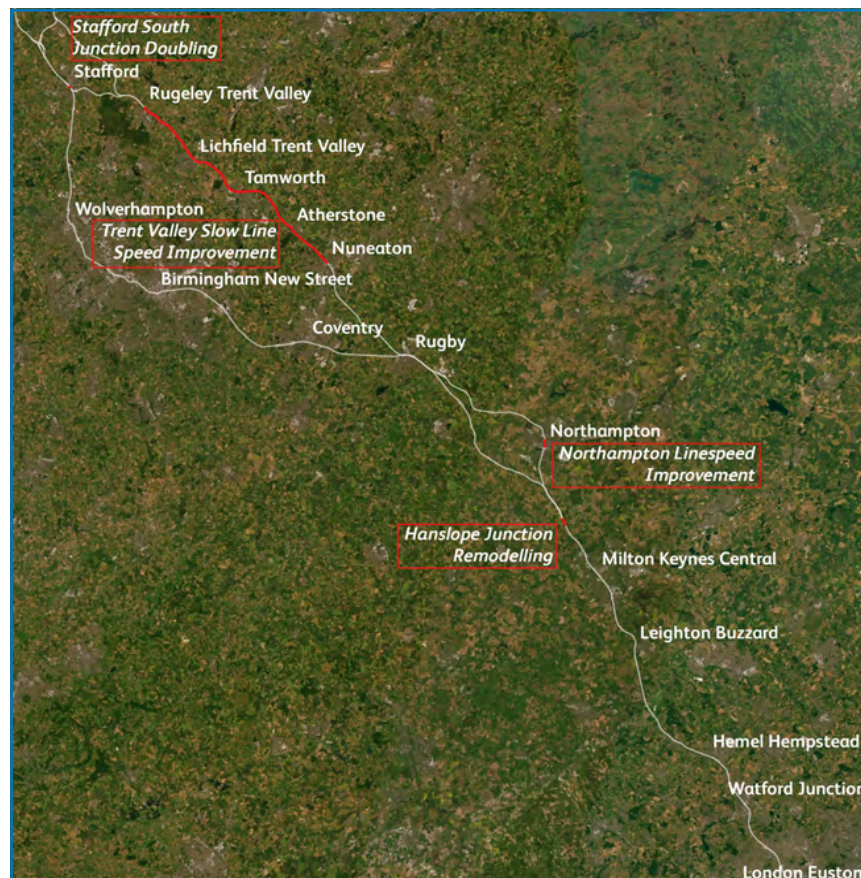 Stafford South
Junction Doubling
Stafford
Rugeley Trent Valley
Lichfield Trent Valley
Tamworth
Wolverhampton
Atherstone
Trent Valley Slow Line
Speed Improvement
Nuneaton
Birmingham New Street
Coventry
Rugby
Northampton
Northampton Linespeed
Improvement
Hanslope Junction
Remodelling
Milton Keynes Central
Leighton Buzzard
Hemel Hempstead
Watford Junction
London Euston